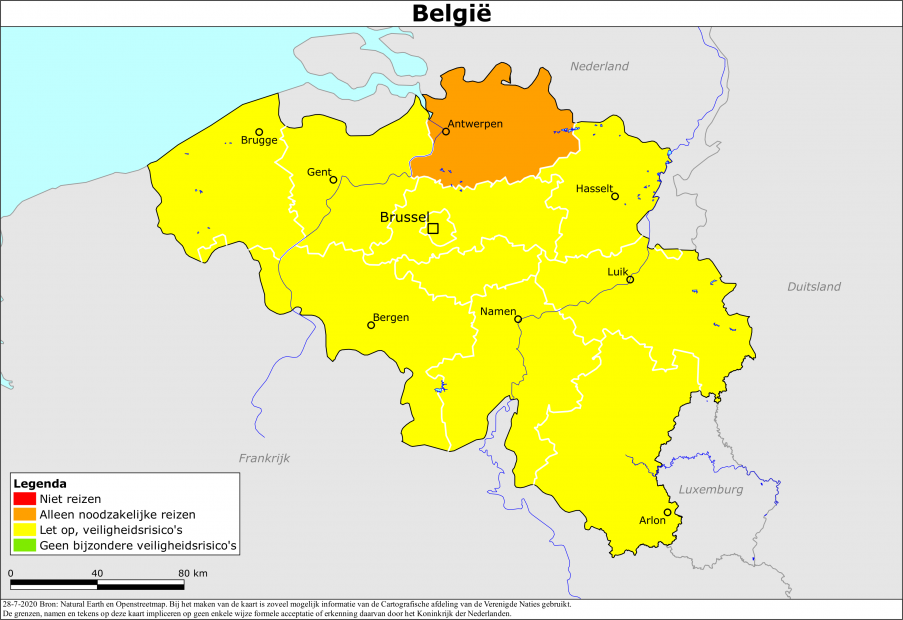 België
Nederland
Antwerpen
Brugge
Gent
Hasselt
Brussel
Luik
Duitsland
Namen
Bergen
Frankrijk
Luxemburg
Arlon
Legenda
Niet reizen
Alleen noodzakelijke reizen
Let op, veiligheidsrisico's
Geen bijzondere veiligheidsrisico's
0 40 80 km
28-7-2020 Bron: Natural Earth en Openstreetmap. Bij het maken van de kaart is zoveel mogelijk informatie van de Cartografische afdeling van de Verenigde Naties gebruikt.
De grenzen, namen en tekens op deze kaart impliceren op geen enkele wijze formele acceptatie of erkenning daarvan door het Koninkrijk der Nederlanden.